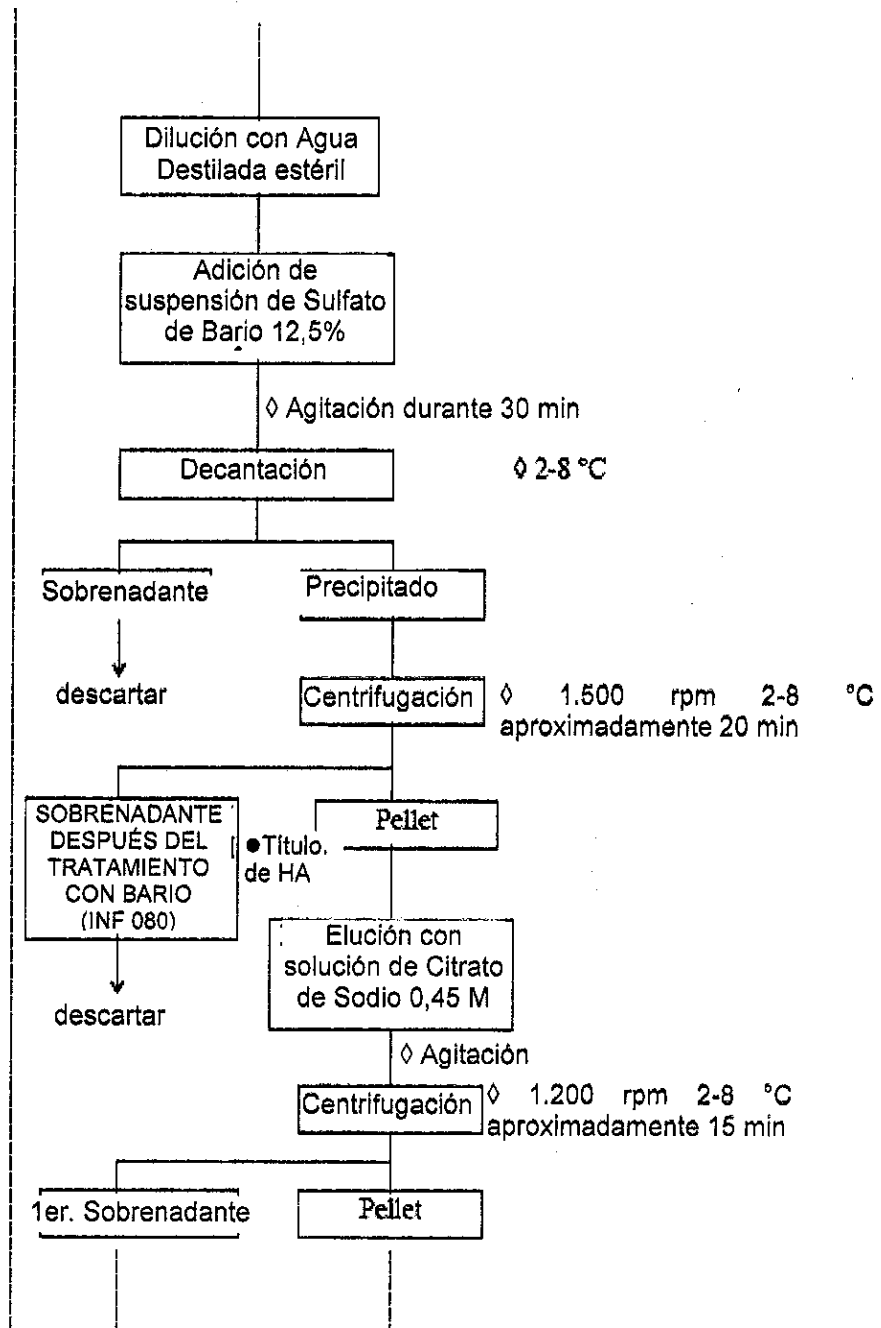 Dilución con Agua
Destilada estéril
Adición de
suspensión de Sulfato
de Bario 12,5%
◊ Agitación durante 30 min
Decantación
◊ 2-8 °C
Sobrenadante
Precipitado
descartar
Centrifugación
◊ 1.500 rpm 2-8 °C
aproximadamente 20 min
SOBRENADANTE
DESPUÉS DEL
TRATAMIENTO
CON BARIO
(INF 080)
●Título.
de HA
Pellet
descartar
Elución con
solución de Citrato
de Sodio 0,45 M
◊ Agitación
Centrifugación
◊ 1.200 rpm 2-8 °C
aproximadamente 15 min
1er. Sobrenadante
Pellet